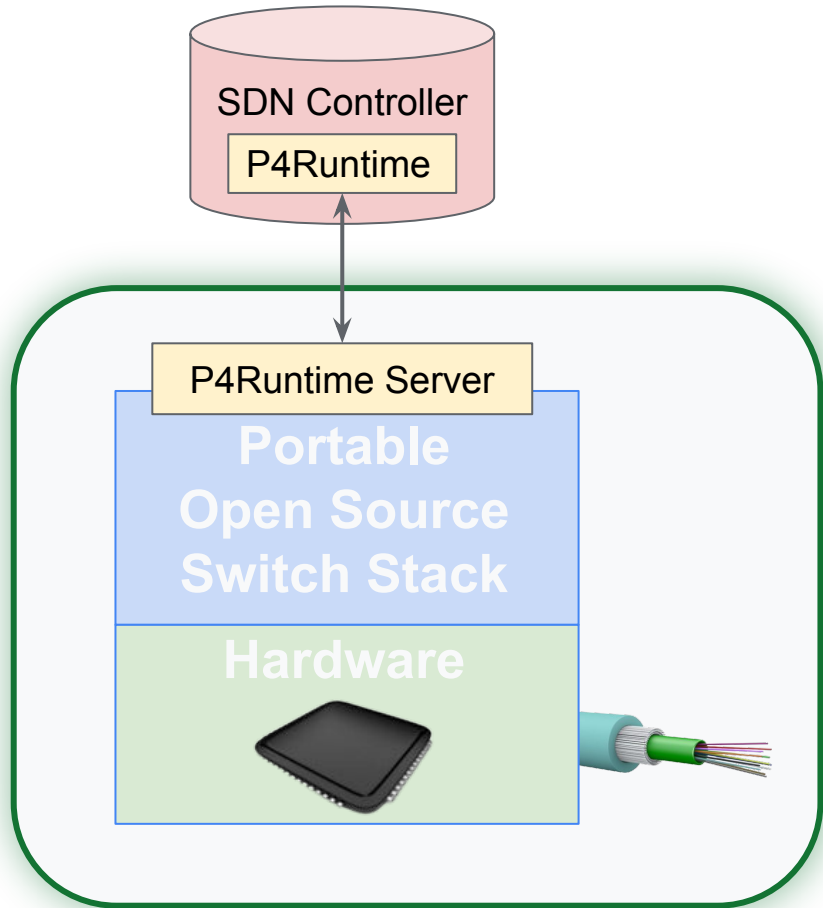 SDN Controller
P4Runtime
P4Runtime Server
Portable
Open Source
Switch Stack
Hardware